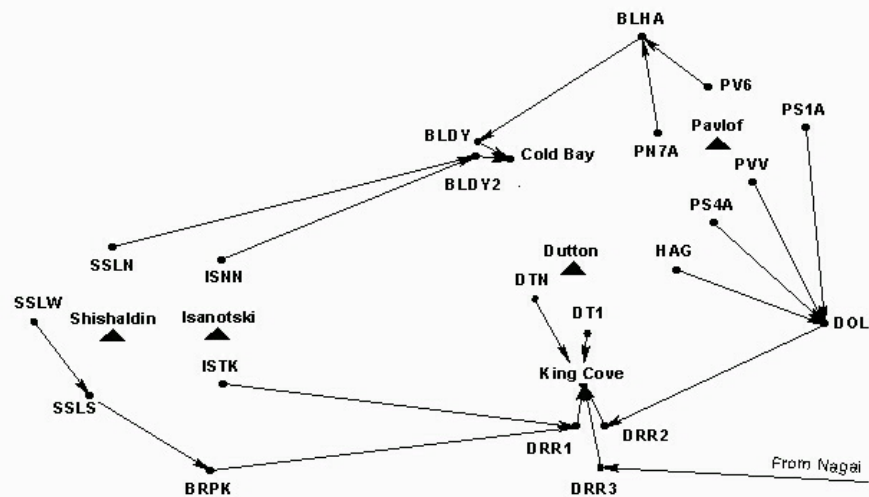 BLHA
PV6
PS1A
BLDY
Pavlof
Cold Bay
PN7A
PVV
BLDY2
PS4A
SSLN
ISNN
Dutton
HAG
DTN
SSLW
Shishaldin
Isanotski
DT1
DOL
ISTK
King Cove
SSLS
DRR1
DRR2
From Nagai
BRPK
DRR3